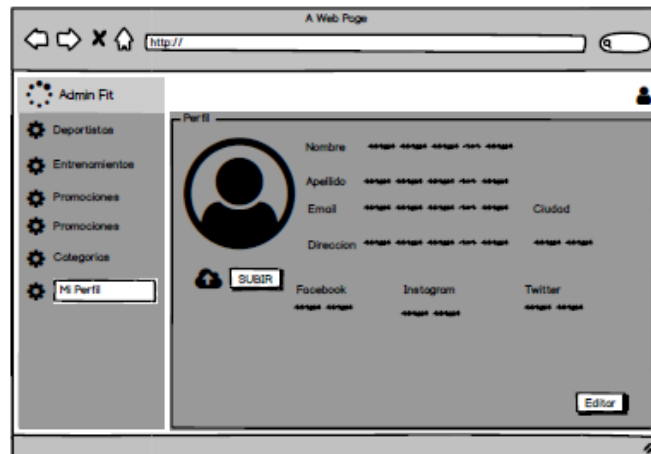 A Web Page
http://
Admin Fit
Deportistas
Entrenamientos
Promociones
Promociones
Categorias
Mi Perfil
Perfil
Nombre
Apellido
Email
Ciudad
Direccion
SUBIR
Facebook
Instagram
Twitter
Editar